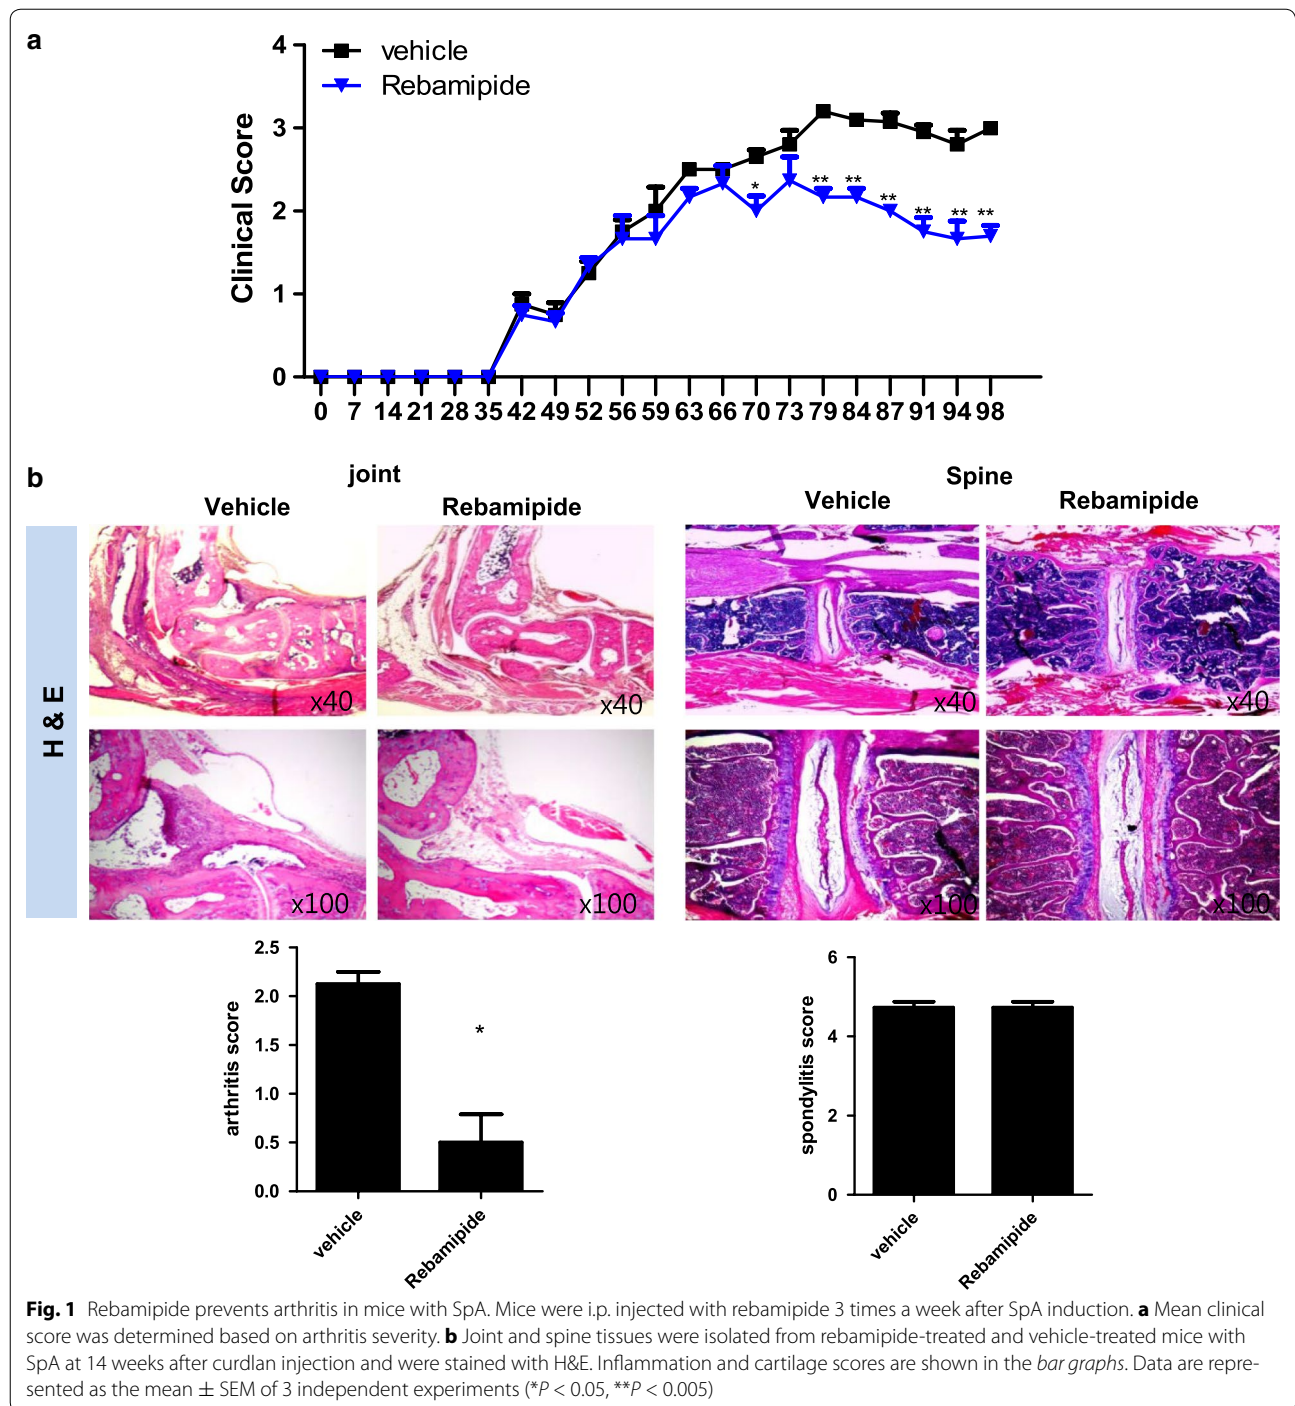 a
vehicle
Rebamipide
Clinical Score
4
3
2
1
0
* ** ** ** ** ** **
0 7 14 21 28 35 42 49 52 56 59 63 66 70 73 79 84 87 91 94 98
b
joint
Spine
Vehicle Rebamipide Vehicle Rebamipide
H & E
x40 x40 x40 x40
x100 x100 x100 x100
arthritis score
2.5
2.0
1.5
1.0
0.5
0.0
*
vehicle Rebamipide
spondylitis score
6
4
2
0
vehicle Rebamipide
Fig. 1 Rebamipide prevents arthritis in mice with SpA. Mice were i.p. injected with rebamipide 3 times a week after SpA induction. a Mean clinical
score was determined based on arthritis severity. b Joint and spine tissues were isolated from rebamipide-treated and vehicle-treated mice with
SpA at 14 weeks after curdlan injection and were stained with H&E. Inflammation and cartilage scores are shown in the bar graphs. Data are repre-
sented as the mean ± SEM of 3 independent experiments (*P < 0.05, **P < 0.005)